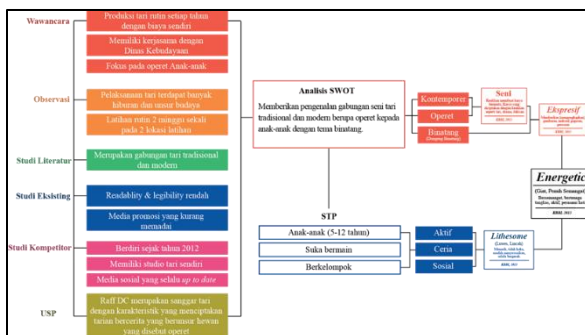 Wawancara
Produksi tari rutin setiap tahun
dengan biaya sendiri
Memiliki kerjasama dengan
Dinas Kebudayaan
Fokus pada operet Anak-anak
Observasi
Pelaksanaan tari terdapat banyak
hiburan dan unsur budaya
Latihan rutin 2 minggu sekali
pada 2 lokasi latihan
Studi Literatur
Merupakan gabungan tari tradisional
dan modern
Studi Eksisting
Readablity & legibility rendah
Media promosi yang kurang
memadai
Studi Kompetitor
Berdiri sejak tahun 2012
Memiliki studio tari sendiri
Media sosial yang selalu up to date
USP
Raff DC merupakan sanggar tari
dengan karakteristik yang menciptakan
tarian bercerita yang berunsur hewan
yang disebut operet
Analisis SWOT
Memberikan pengenalan gabungan seni tari
tradisional dan modern berupa operet kepada
anak-anak dengan tema binatang.
STP
Anak-anak (5-12 tahun)
Suka bermain
Berkelompok
Kontemporer
Operet
Binatang
Aktif
Ceria
Sosial
Seni
Ekspresif
Energetic
(Giat, Penuh Semangat)
Lithesome